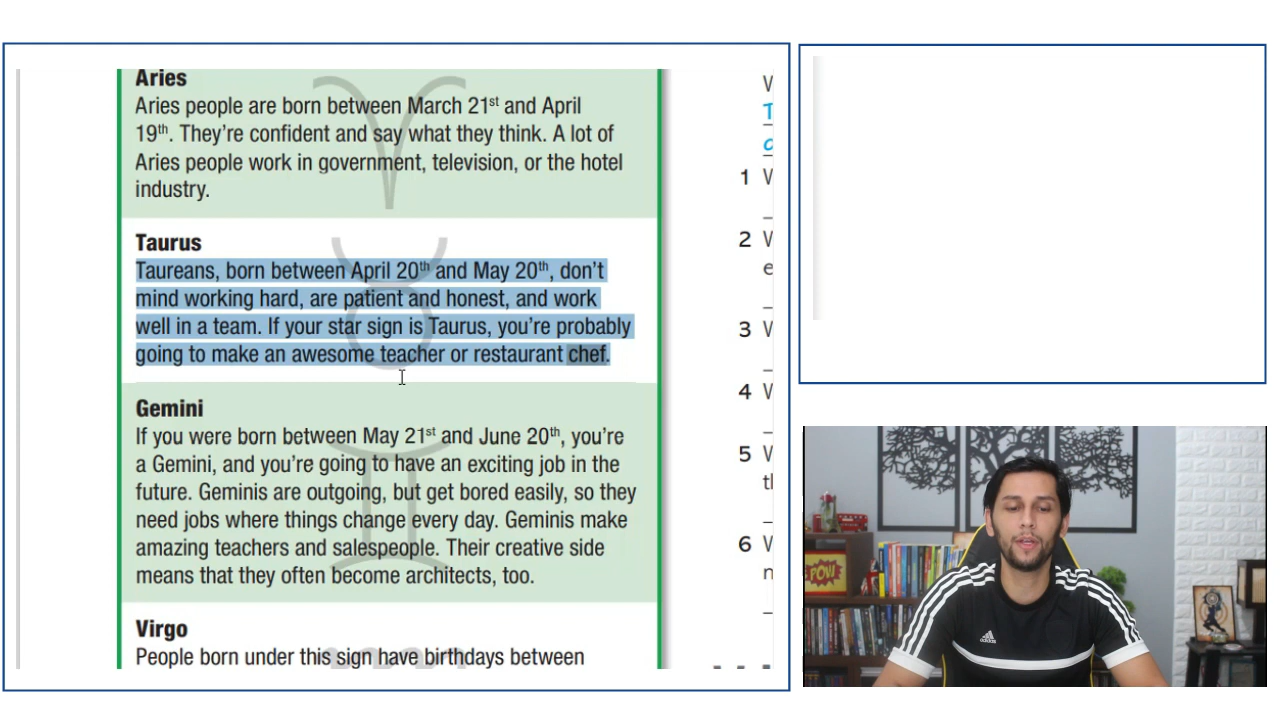 Aries
Aries people are born between March 21st and April
19th. They're confident and say what they think. A lot of
Aries people work in government, television, or the hotel
industry.
Taurus
Taureans, born between April 20th and May 20th, don't
mind working hard, are patient and honest, and work
well in a team. If your star sign is Taurus, you're probably
going to make an awesome teacher or restaurant chef.
Gemini
If you were born between May 21st and June 20th, you're
a Gemini, and you're going to have an exciting job in the
future. Geminis are outgoing, but get bored easily, so they
need jobs where things change every day. Geminis make
amazing teachers and salespeople. Their creative side
means that they often become architects, too.
Virgo
People born under this sign have birthdays between
1
2
3
4
5
6
POW!
adidas